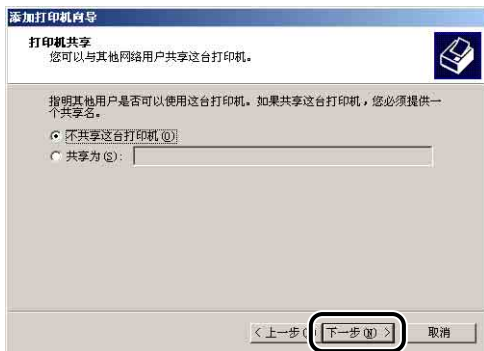 添加打印机向导
打印机共享
您可以与其他网络用户共享这台打印机。
指明其他用户是否可以使用这台打印机。如果共享这台打印机，您必须提供一
个共享名。
不共享这台打印机(O)
共享为(S):
<上一步( 下一步(N) > 取消